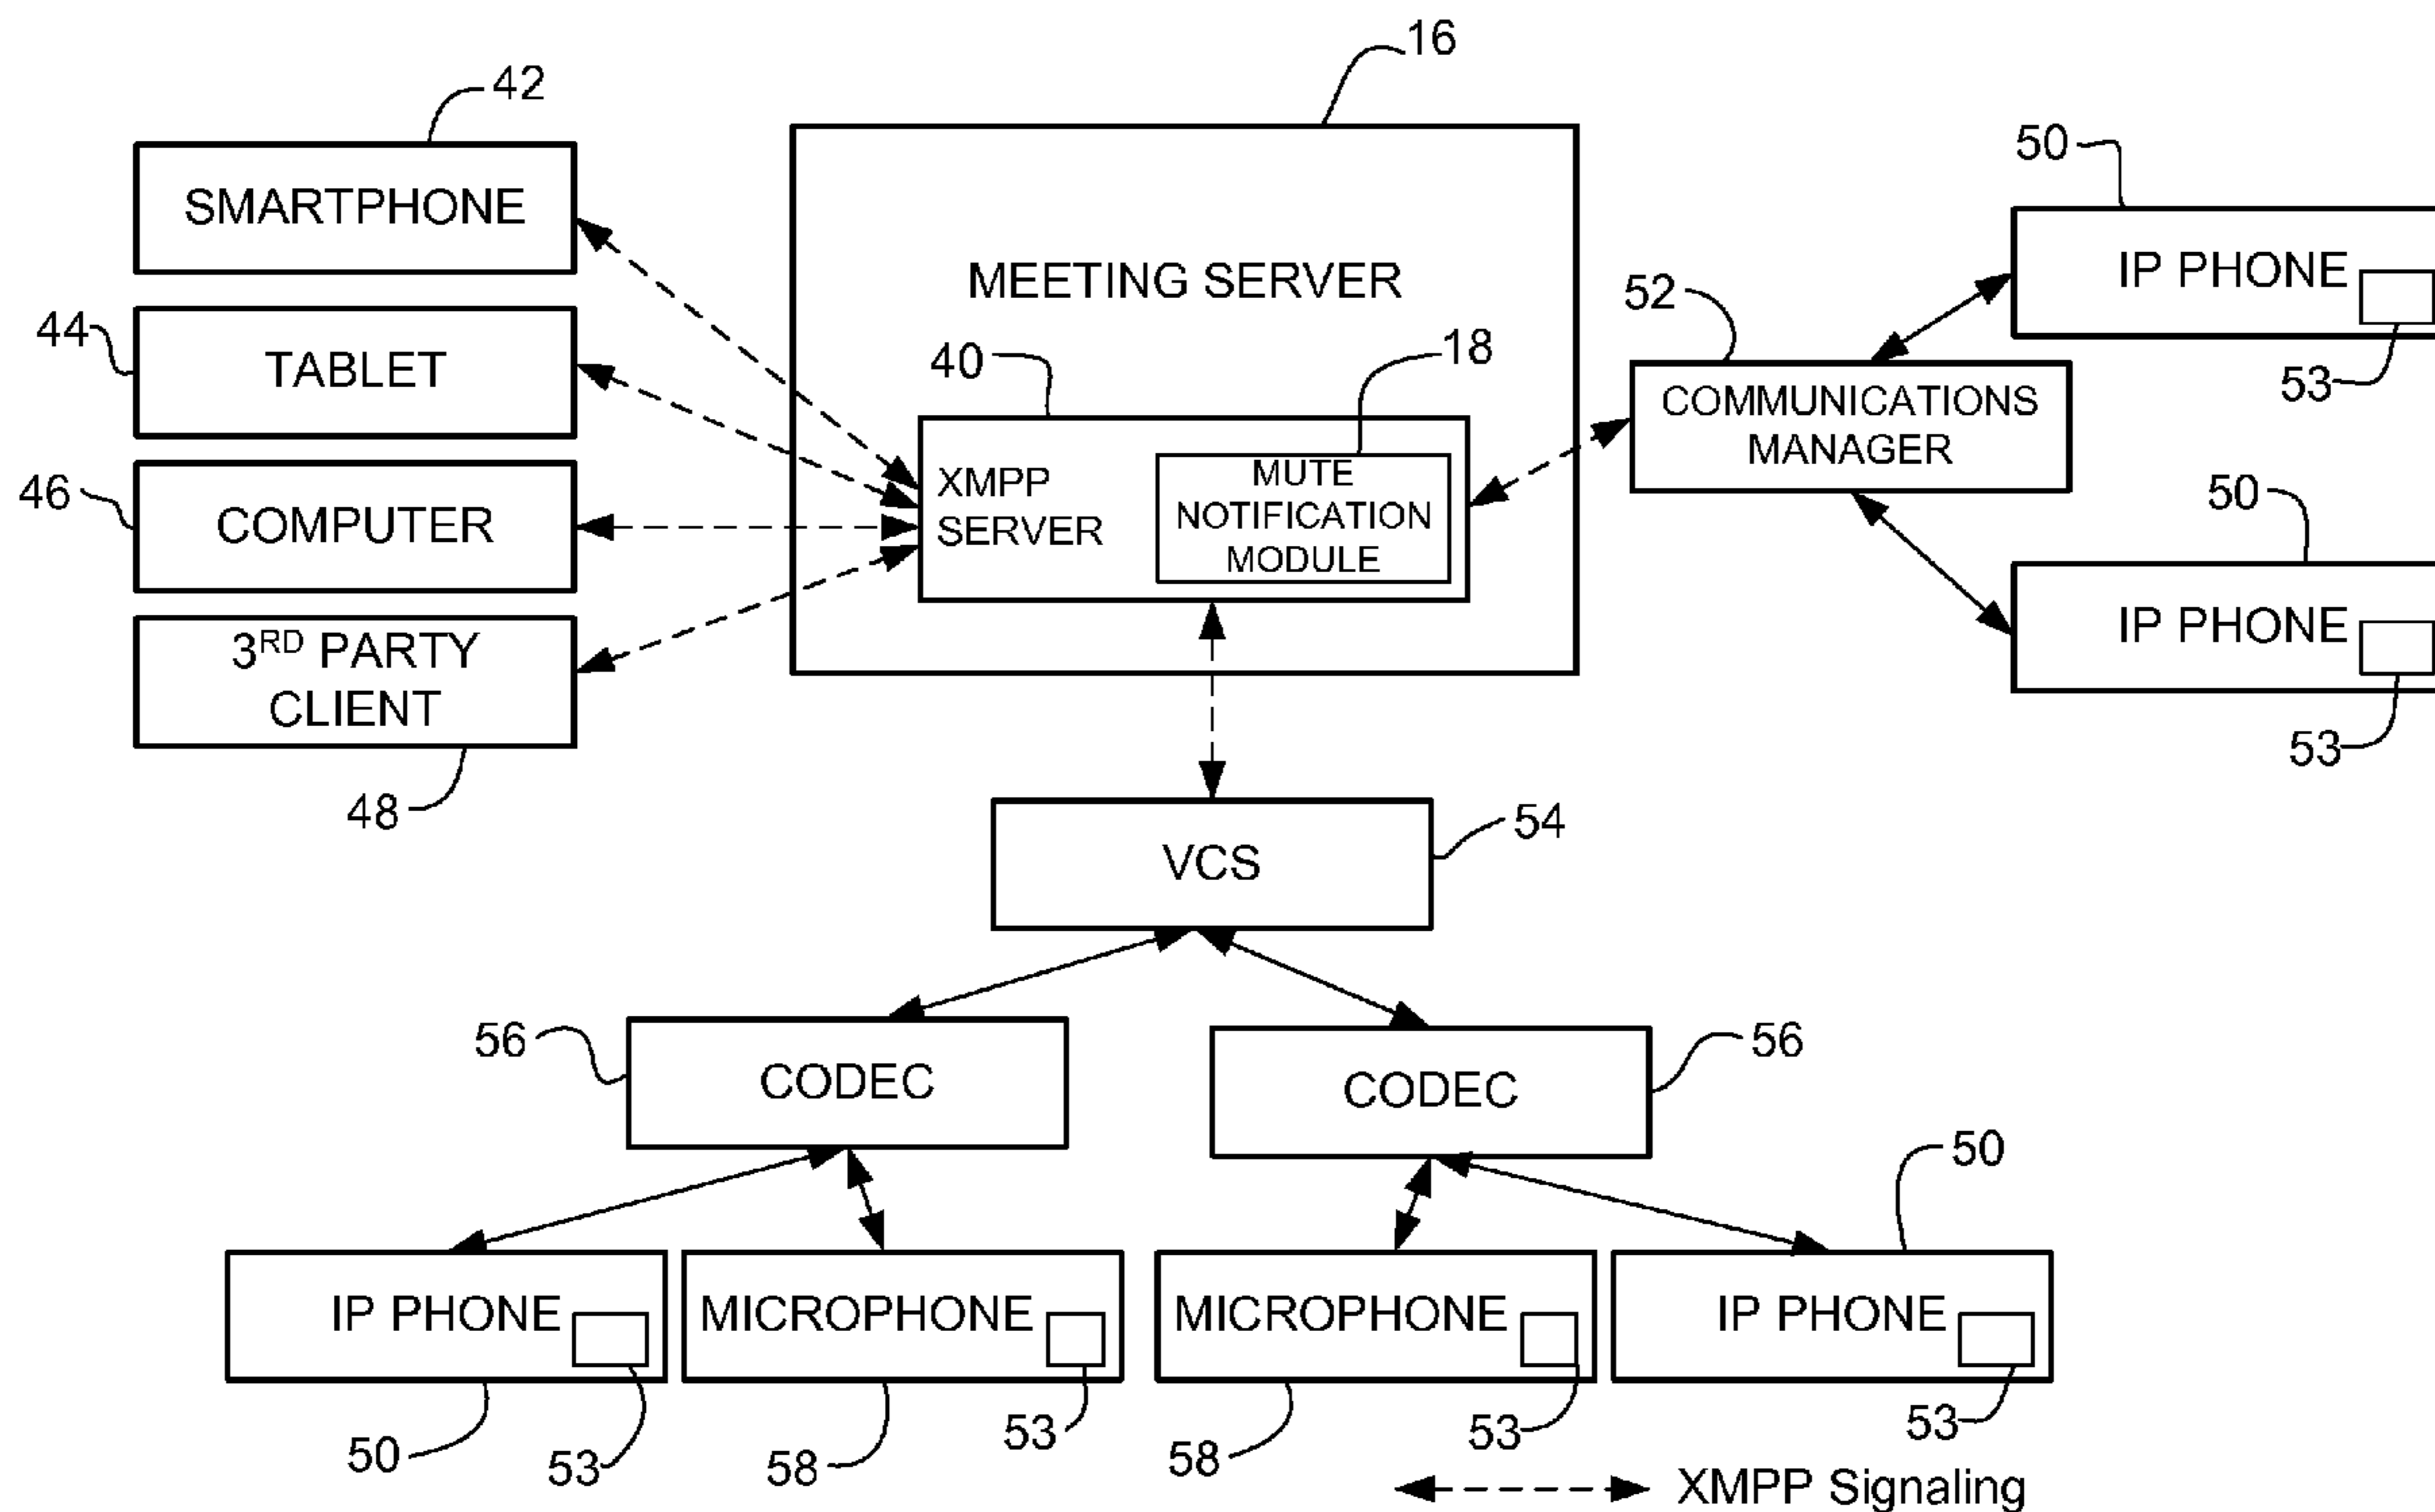 16
42
SMARTPHONE
50
IP PHONE
53
MEETING SERVER
52
44
TABLET
40
18
COMMUNICATIONS
MANAGER
46
COMPUTER
XMPP
SERVER
MUTE
NOTIFICATION
MODULE
50
IP PHONE
53
3RD PARTY
CLIENT
48
54
VCS
56
CODEC
56
CODEC
50
IP PHONE
MICROPHONE
MICROPHONE
IP PHONE
50
53
58
53
58
53
53
XMPP Signaling